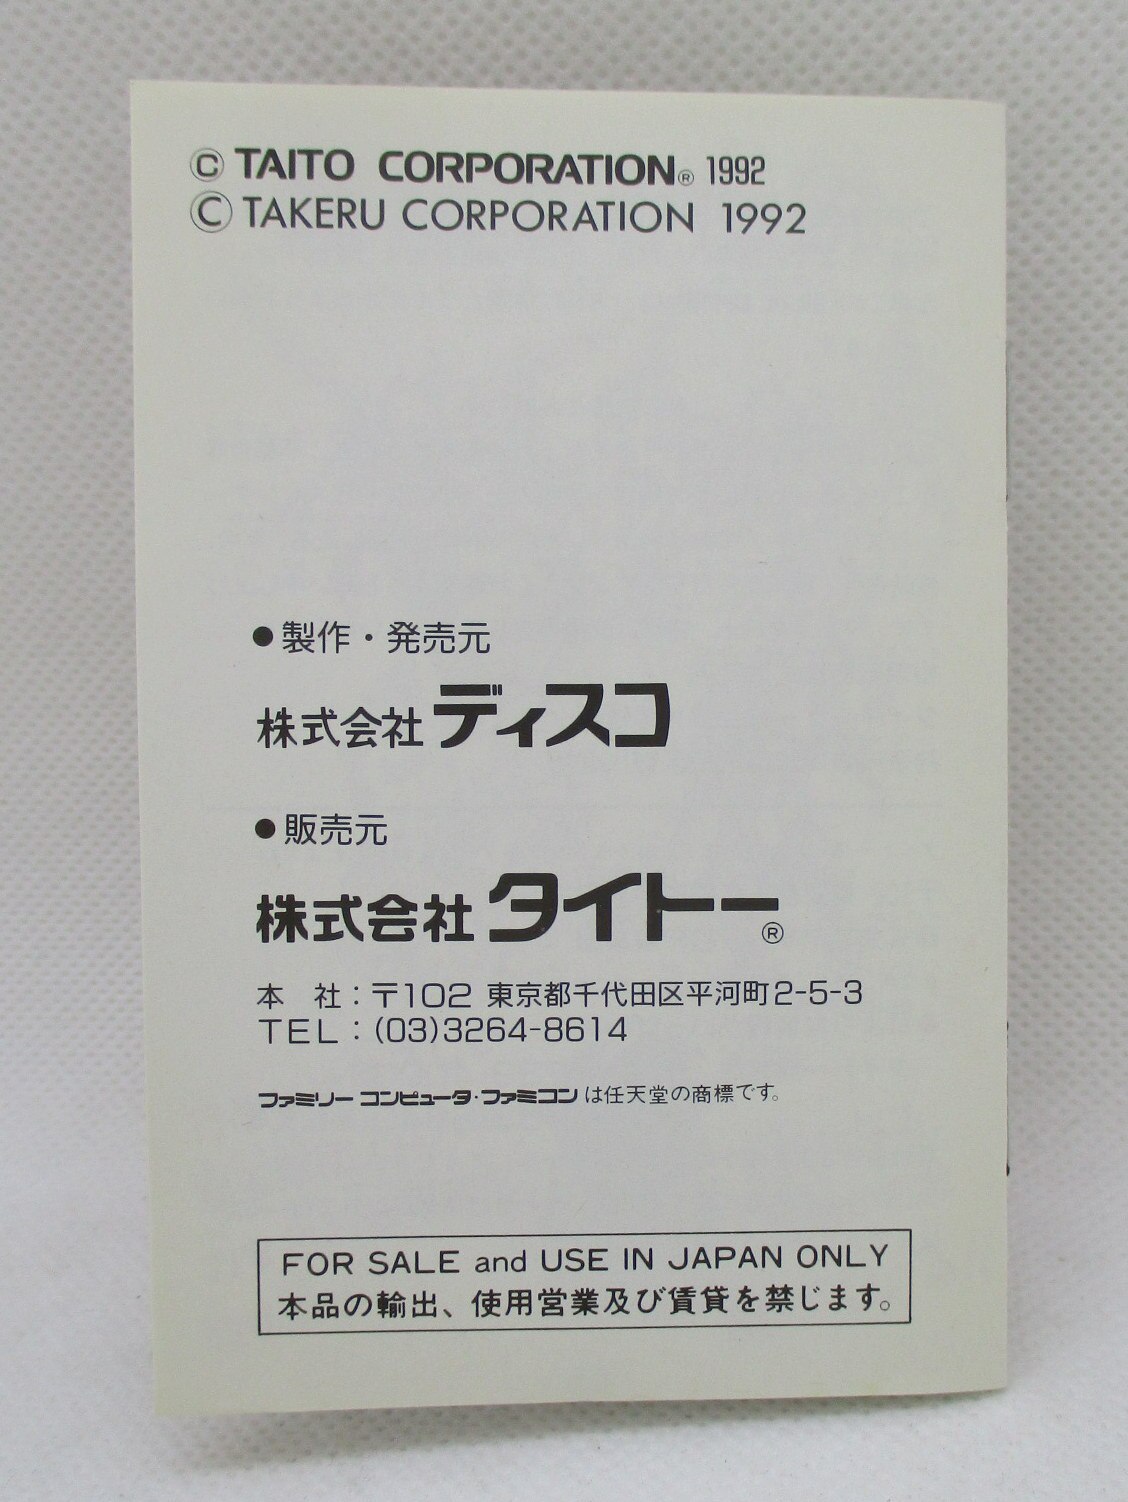 © TAITO CORPORATION® 1992
© TAKERU CORPORATION 1992
●製作・発売元
株式会社ディスコ
●販売元
株式会社タイトー®
本　社：〒102 東京都千代田区平河町2-5-3
TEL：(03)3264-8614
ファミリーコンピュータ・ファミコンは任天堂の商標です。
FOR SALE and USE IN JAPAN ONLY
本品の輸出、使用営業及び賃貸を禁じます。